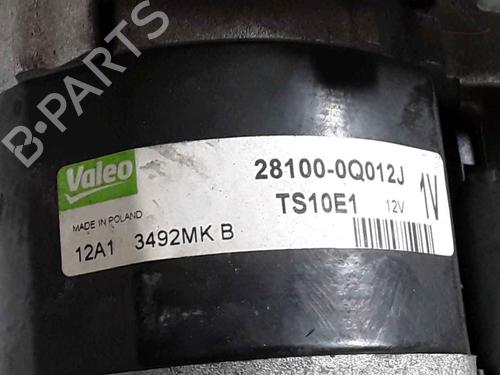 B-PARTS
Valeo
28100-0Q012J
TS10E1 12V
1V
MADE IN POLAND
12A1 3492MK B